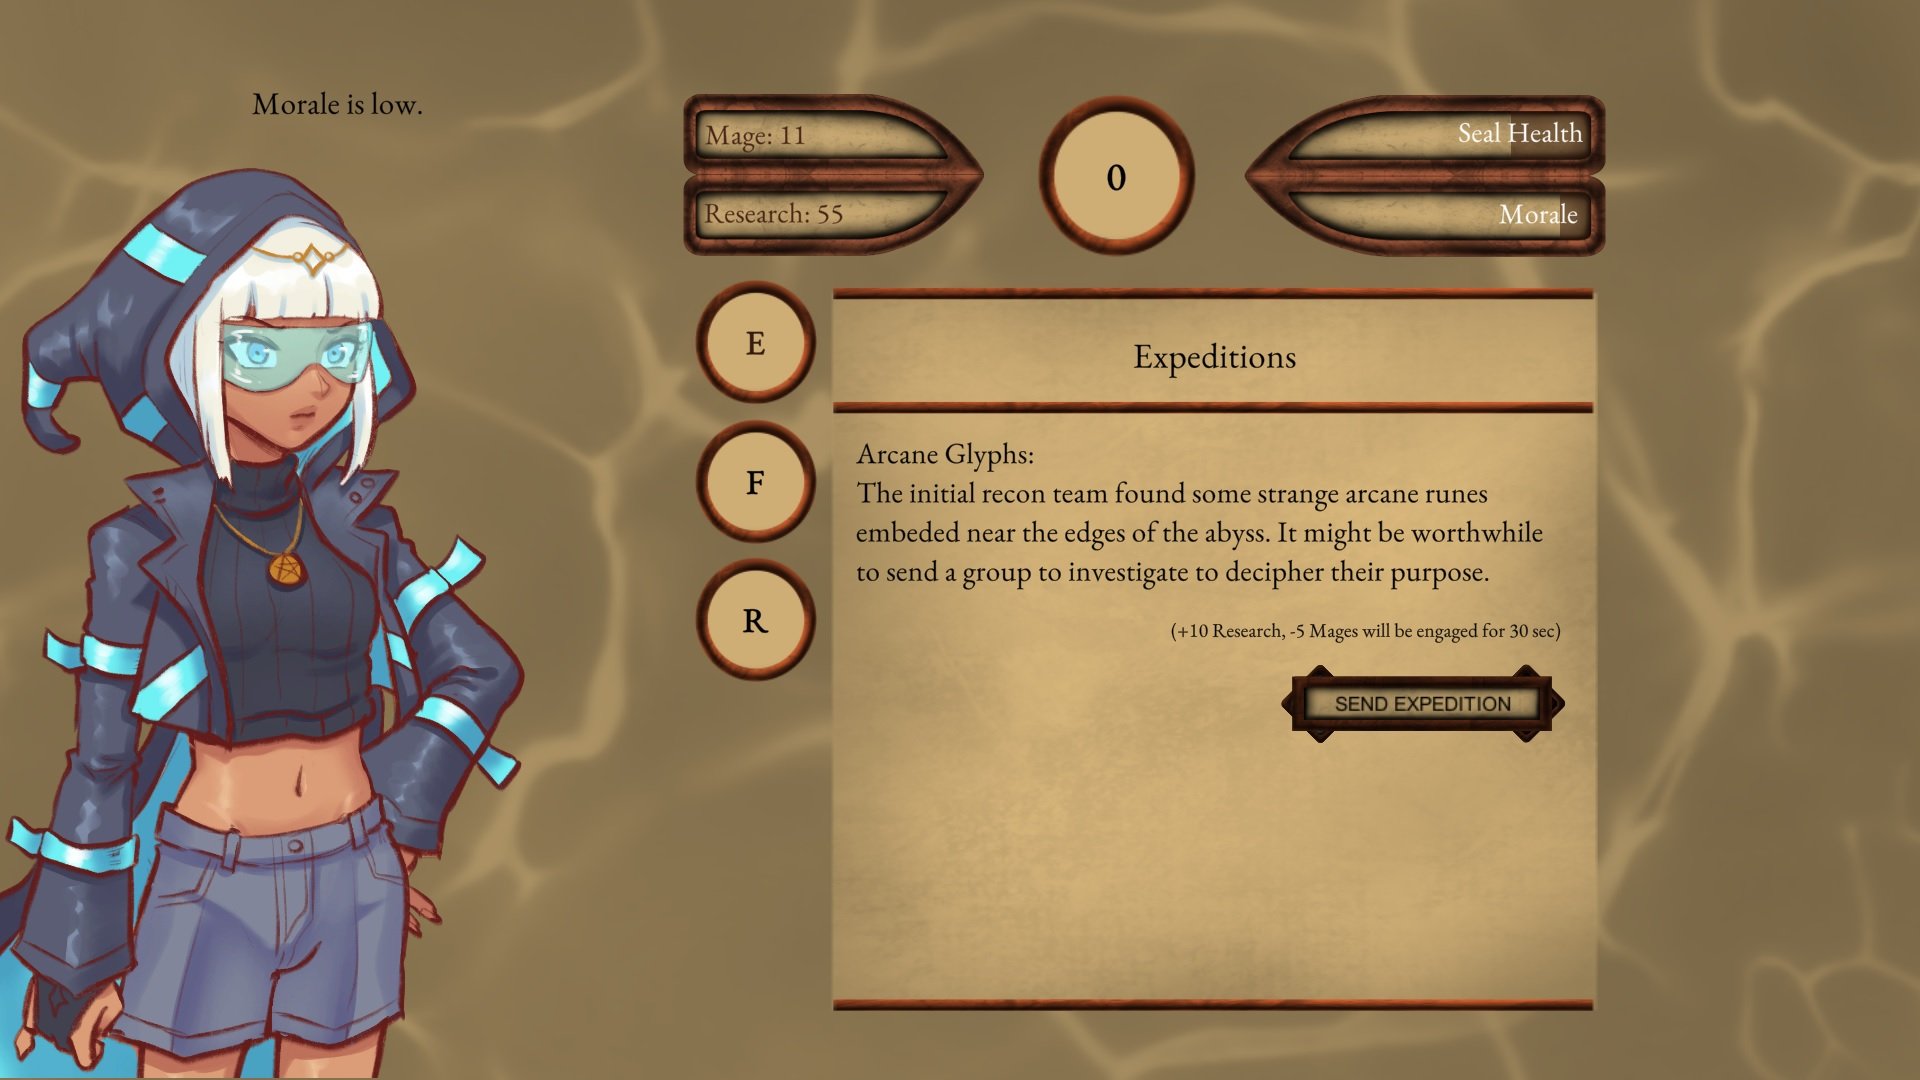 Morale is low.
Mage: 11
Research: 55
0
Seal Health
Morale
E
F
R
Expeditions
Arcane Glyphs:
The initial recon team found some strange arcane runes
embeded near the edges of the abyss. It might be worthwhile
to send a group to investigate to decipher their purpose.
(+10 Research, -5 Mages will be engaged for 30 sec)
SEND EXPEDITION